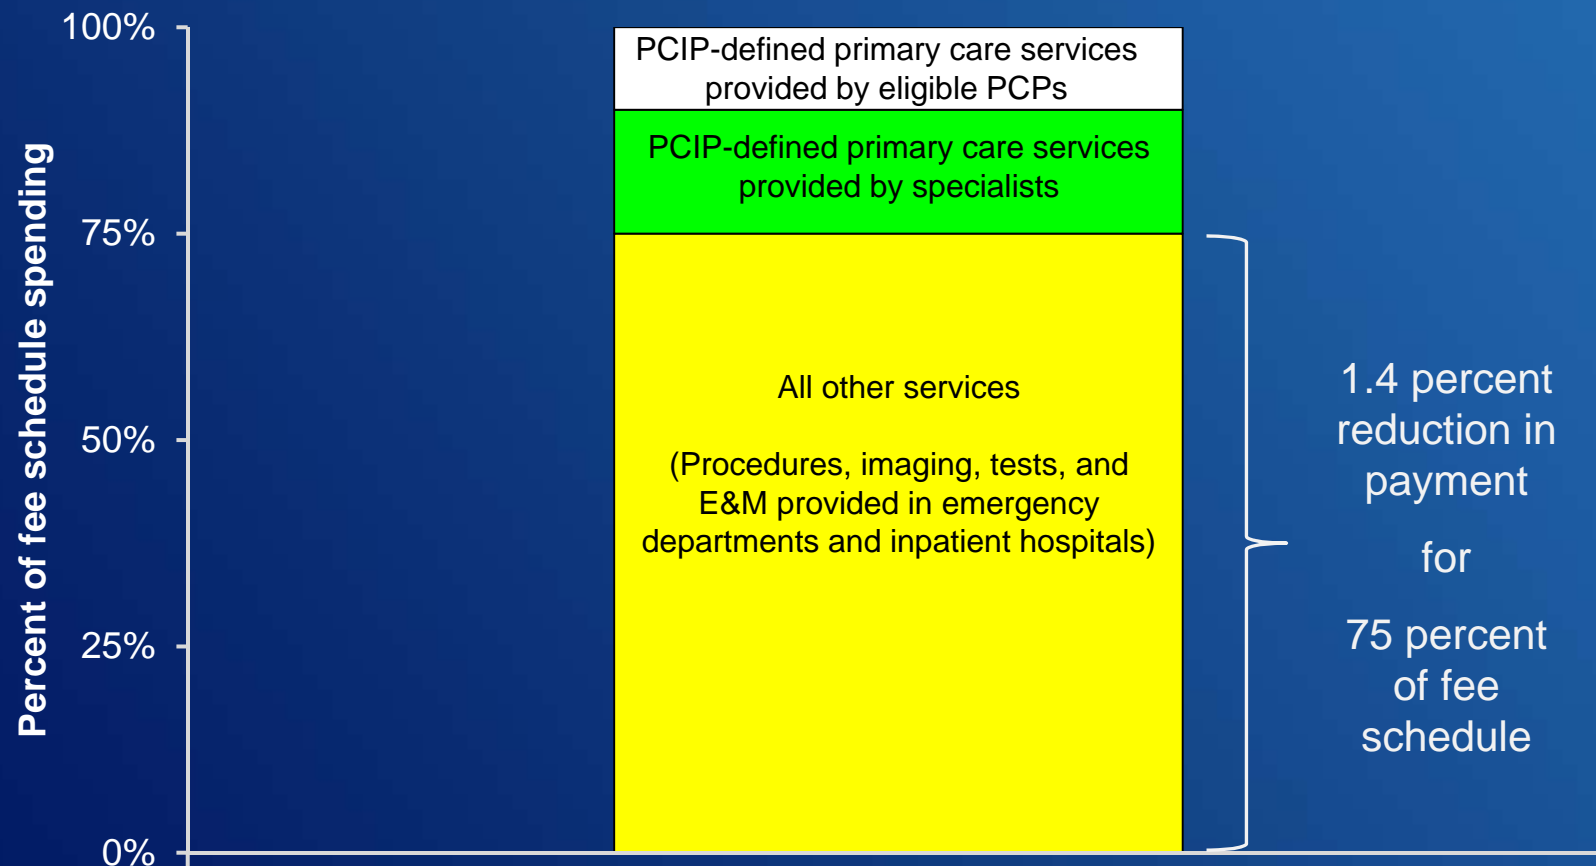 Percent of fee schedule spending
100%
75%
50%
25%
0%
PCIP-defined primary care services
provided by eligible PCPs
PCIP-defined primary care services
provided by specialists
All other services
(Procedures, imaging, tests, and
E&M provided in emergency
departments and inpatient hospitals)
1.4 percent
reduction in
payment
for
75 percent
of fee
schedule